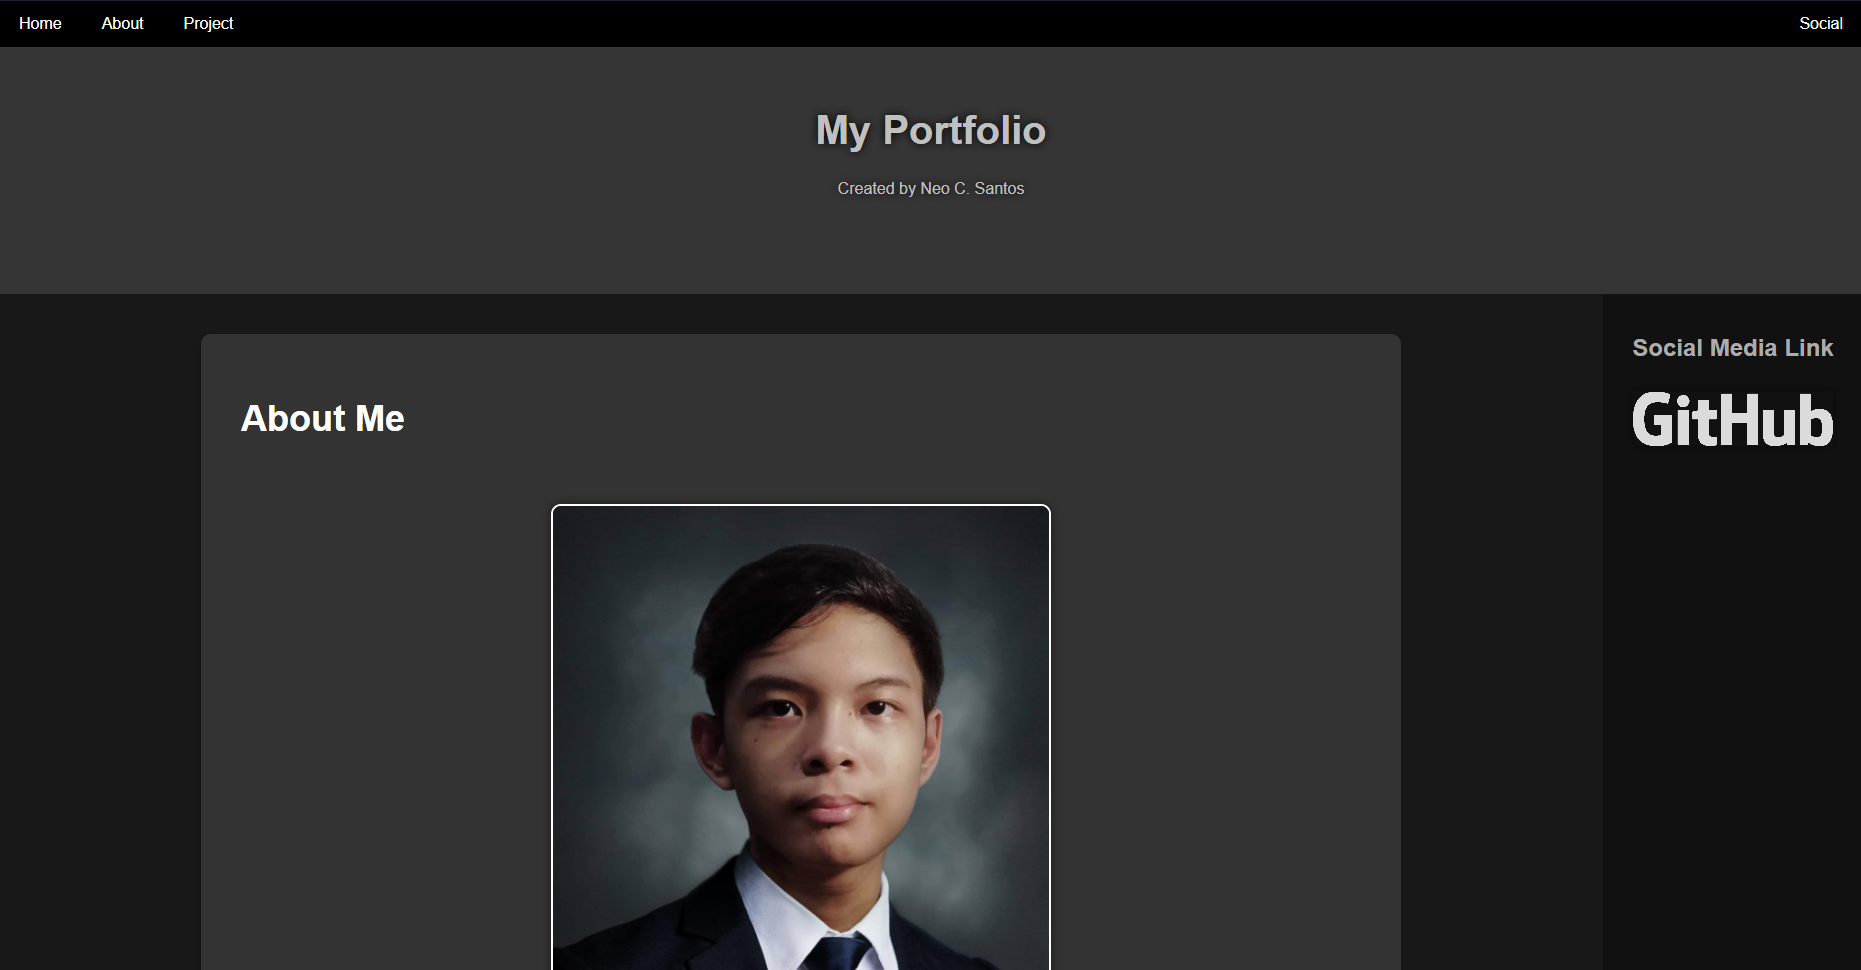 Home About Project Social
My Portfolio
Created by Neo C. Santos
About Me
Social Media Link
GitHub